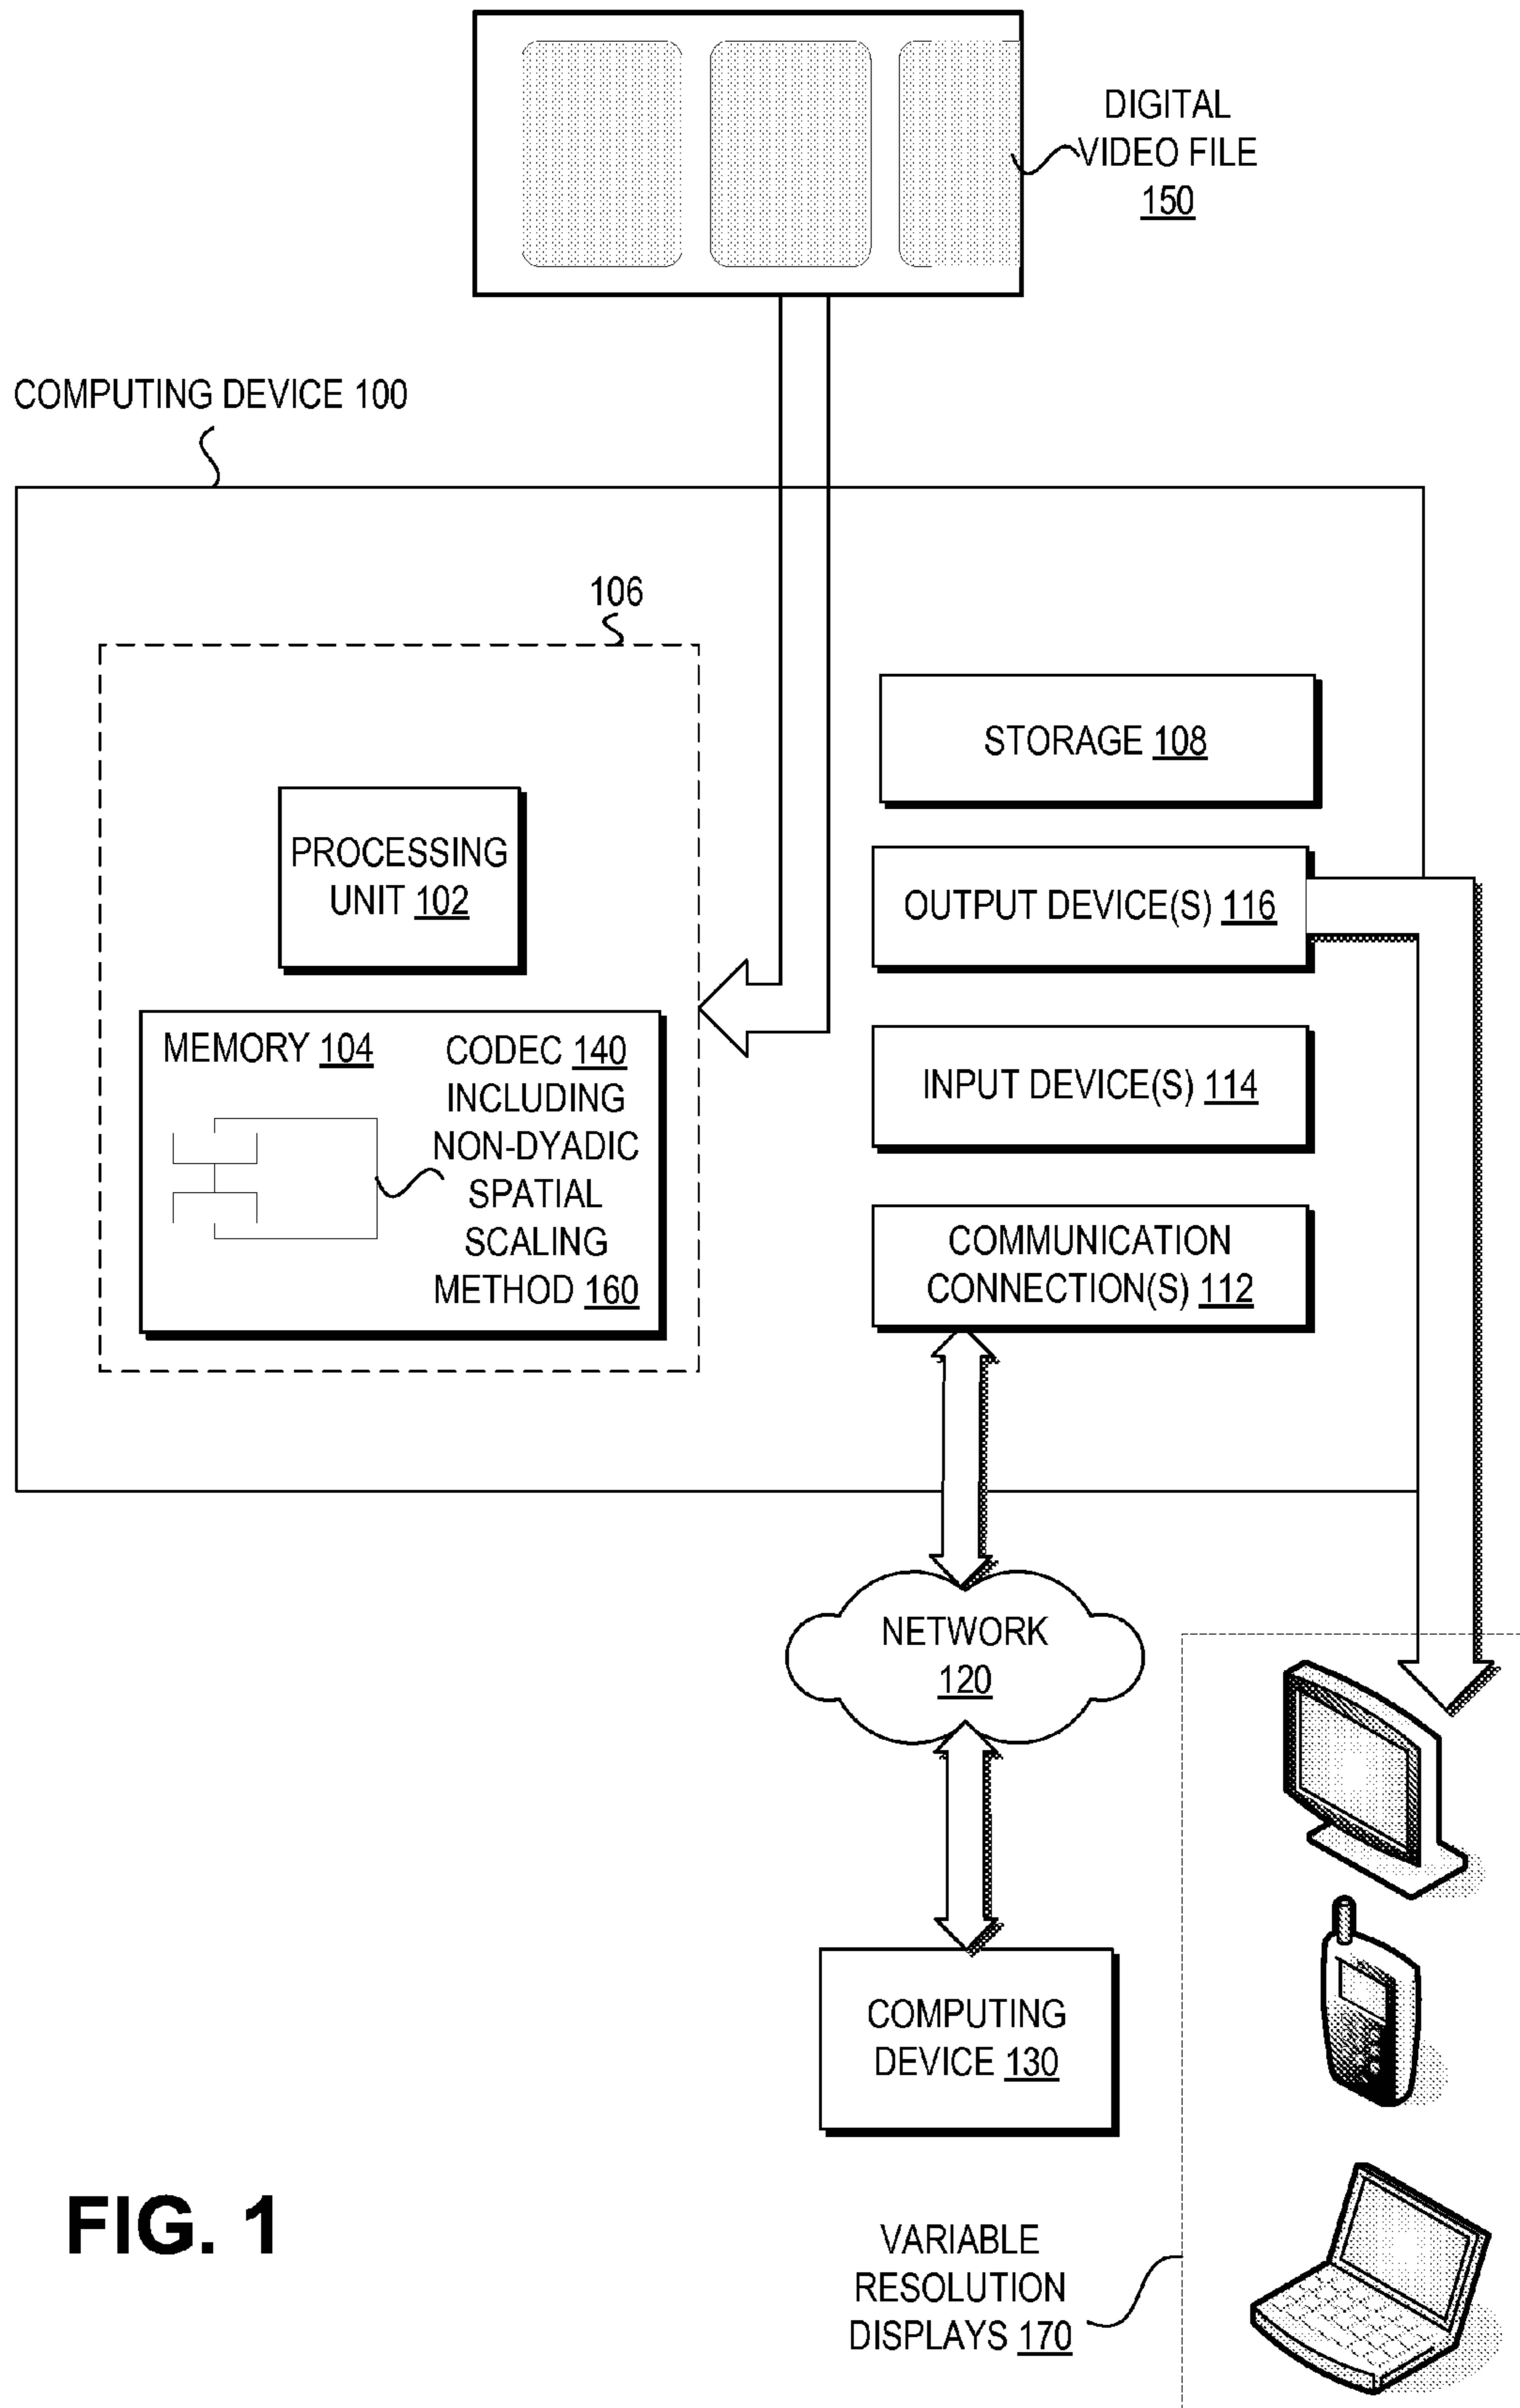 DIGITAL
VIDEO FILE
150
COMPUTING DEVICE 100
106
STORAGE 108
PROCESSING
UNIT 102
OUTPUT DEVICE(S) 116
MEMORY 104
CODEC 140
INCLUDING
NON-DYADIC
SPATIAL
SCALING
METHOD 160
INPUT DEVICE(S) 114
COMMUNICATION
CONNECTION(S) 112
NETWORK
120
COMPUTING
DEVICE 130
FIG. 1
VARIABLE
RESOLUTION
DISPLAYS 170